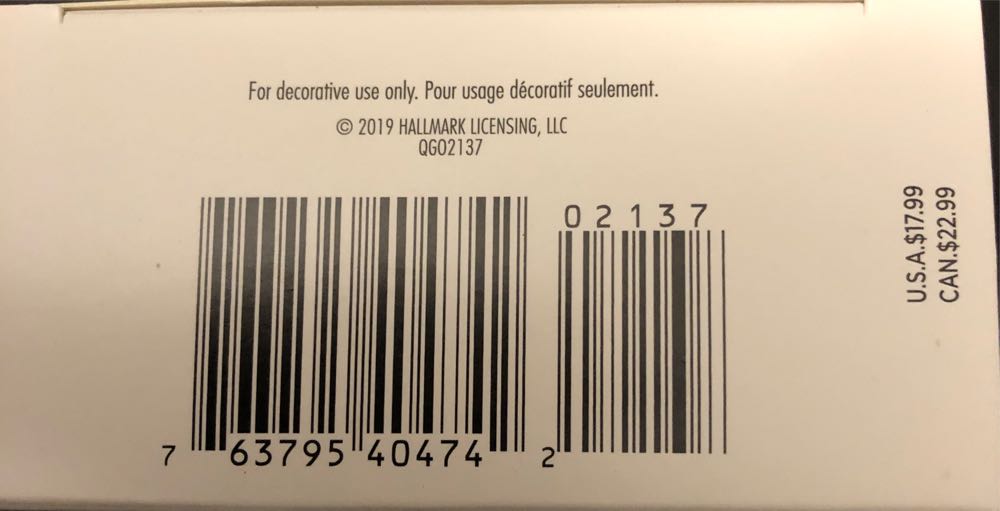 For decorative use only. Pour usage décoratif seulement.
© 2019 HALLMARK LICENSING, LLC
QGO2137
02137
7 63795 40474 2
U.S.A.$17.99
CAN.$22.99